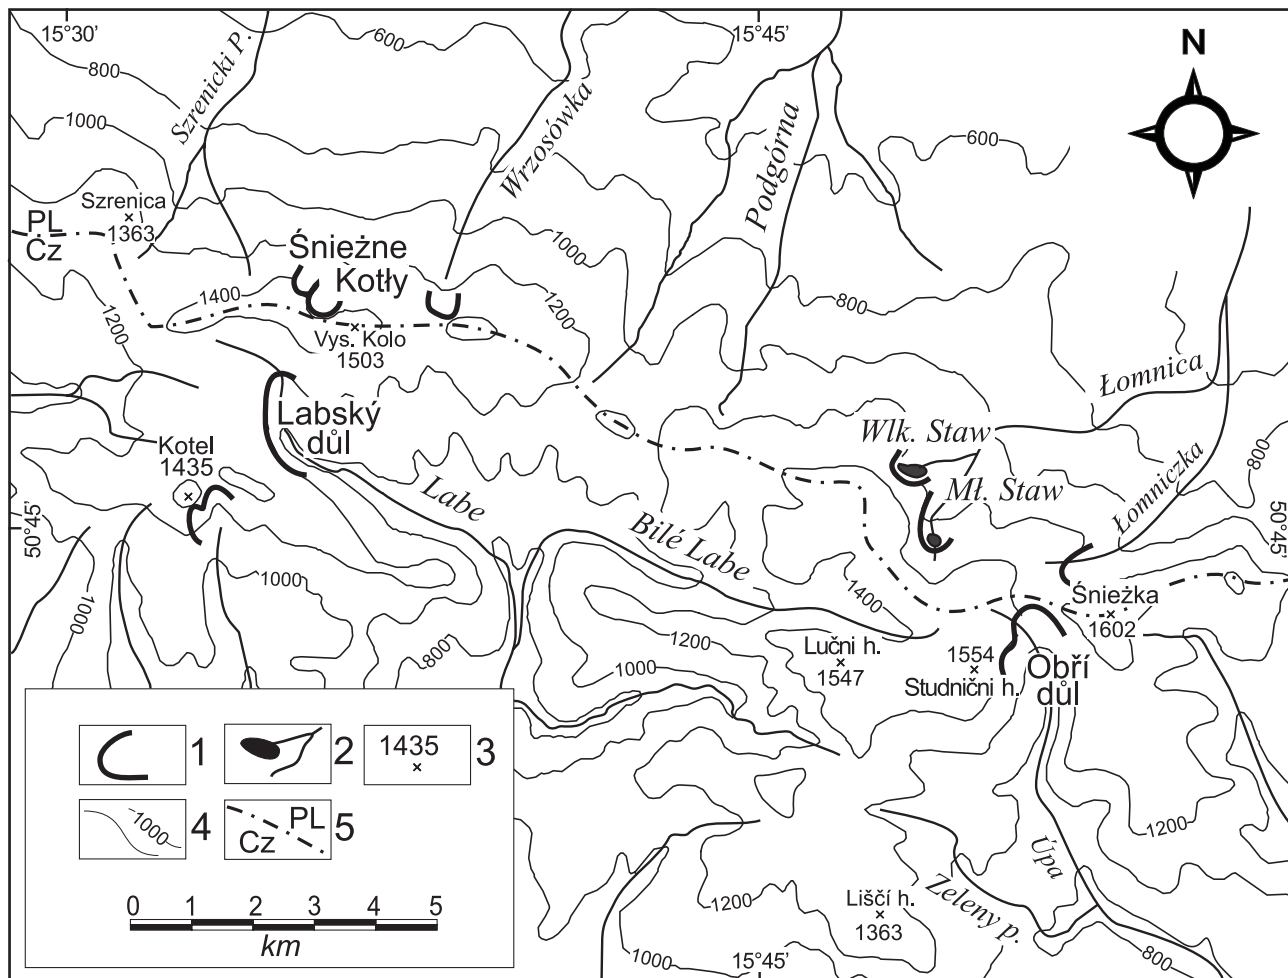 15°30'
15°45'
600
800
1000
Szrenicki P.
Wrzosówka
Podgórna
600
N
Szrenica
1363
PL
Cz
Śnieżne
Kotły
1000
800
1400
1200
1200
Vys. Kolo
1503
Łomnica
Labský
důl
Kotel
1435
Wlk. Staw
Mł. Staw
Łomniczka
800
Labe
Bilé Labe
50°45'
50°45'
1000
1000
1400
Śnieżka
1602
1200
Lučni h.
1547
1554
Studnični h.
Obří
důl
800
1000
1435
1
2
3
1000
4
PL
Cz
5
1200
Úpa
Zeleny p.
1200
Liščí h.
1363
0 1 2 3 4 5
km
1000
15°45'
800